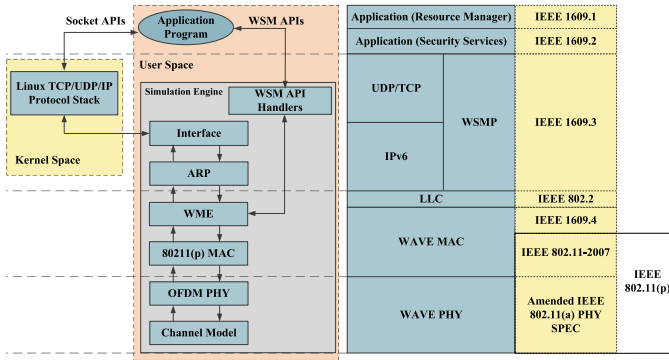 Socket APIs
Application
Program
WSM APIs
User Space
Linux TCP/UDP/IP
Protocol Stack
Kernel Space
Simulation Engine
WSM API
Handlers
Interface
ARP
WME
80211(p) MAC
OFDM PHY
Channel Model
Application (Resource Manager)
IEEE 1609.1
Application (Security Services)
IEEE 1609.2
UDP/TCP
WSMP
IEEE 1609.3
IPv6
LLC
IEEE 802.2
WAVE MAC
IEEE 1609.4
IEEE 802.11-2007
IEEE
802.11(p)
WAVE PHY
Amended IEEE
802.11(a) PHY
SPEC